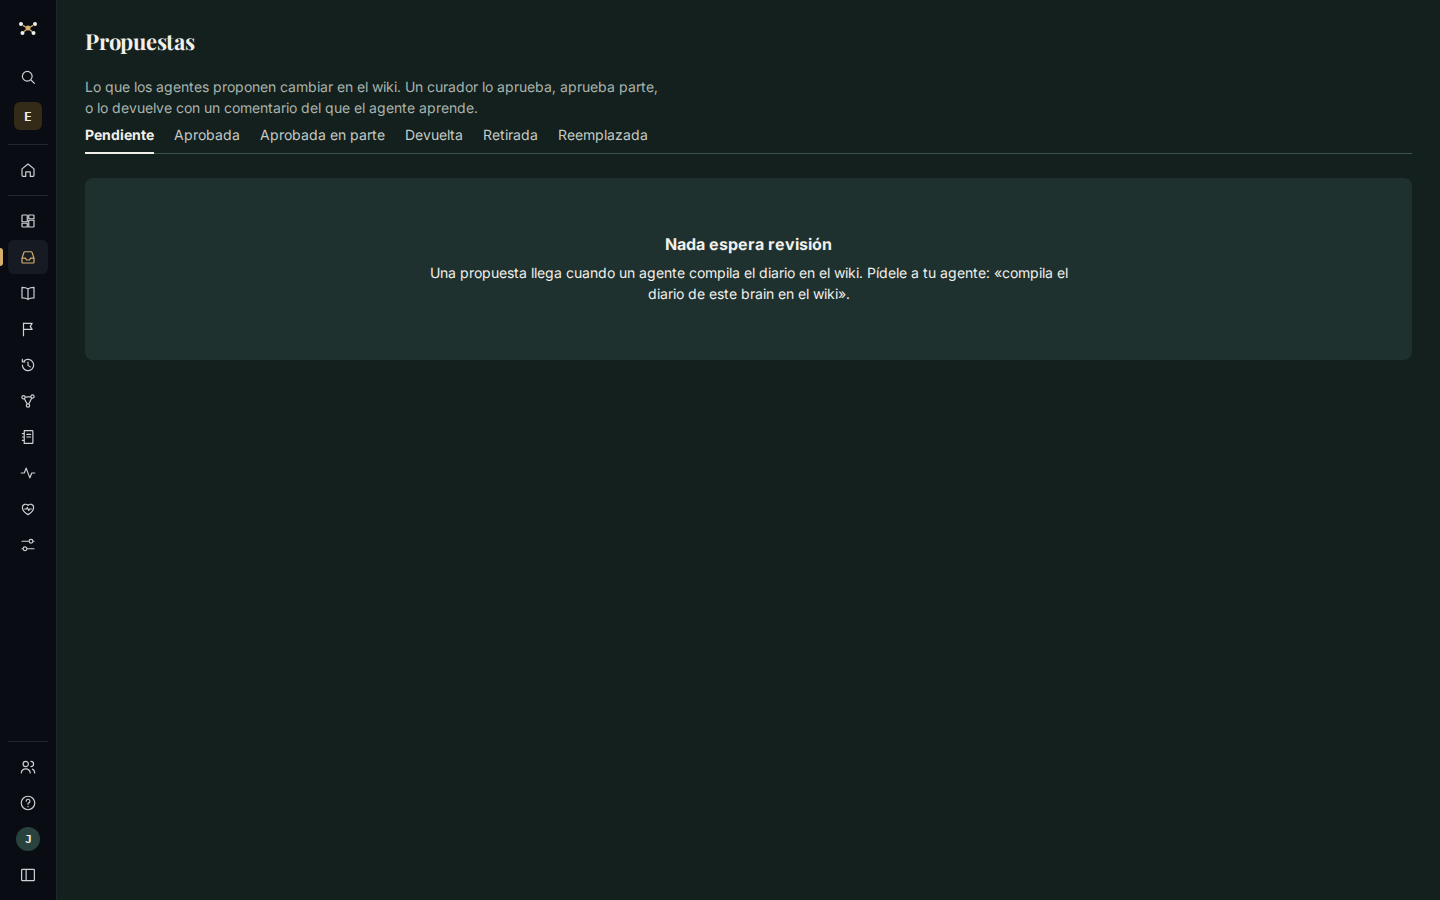 Propuestas
Lo que los agentes proponen cambiar en el wiki. Un curador lo aprueba, aprueba parte,
o lo devuelve con un comentario del que el agente aprende.
Pendiente Aprobada Aprobada en parte Devuelta Retirada Reemplazada
E
Nada espera revisión
Una propuesta llega cuando un agente compila el diario en el wiki. Pídele a tu agente: «compila el
diario de este brain en el wiki».
J